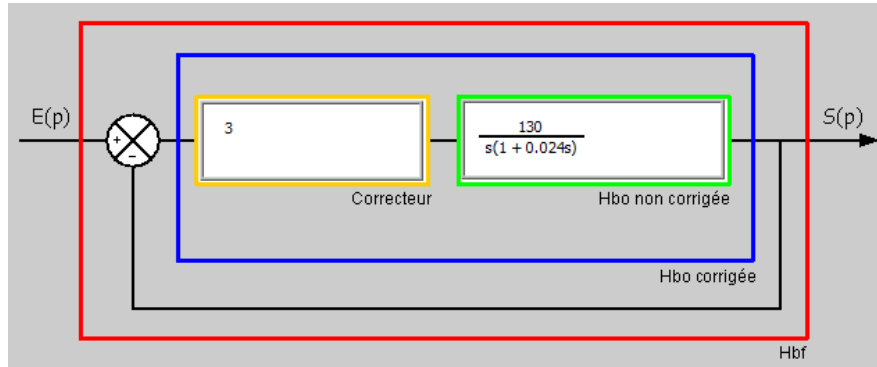 E(p)
S(p)
+
−
3
130
s(1 + 0.024s)
Correcteur
Hbo non corrigée
Hbo corrigée
Hbf